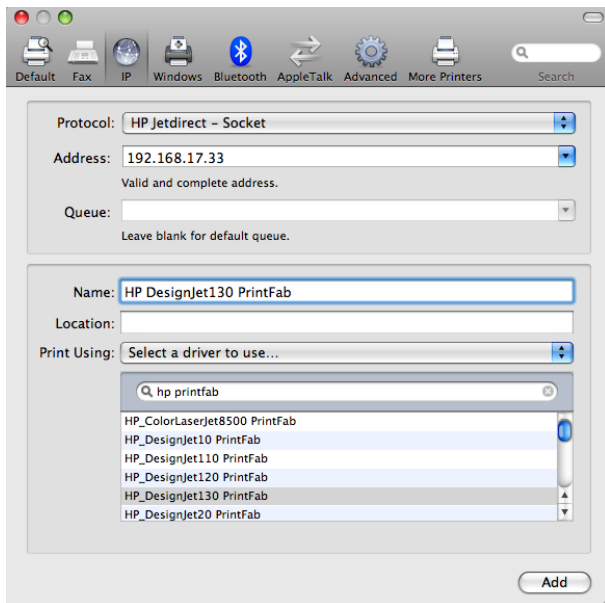 Default Fax IP Windows Bluetooth AppleTalk Advanced More Printers Search
Protocol: HP Jetdirect – Socket
Address: 192.168.17.33
Valid and complete address.
Queue:
Leave blank for default queue.
Name: HP DesignJet130 PrintFab
Location:
Print Using: Select a driver to use...
hp printfab
HP_ColorLaserJet8500 PrintFab
HP_DesignJet10 PrintFab
HP_DesignJet110 PrintFab
HP_DesignJet120 PrintFab
HP_DesignJet130 PrintFab
HP_DesignJet20 PrintFab
Add